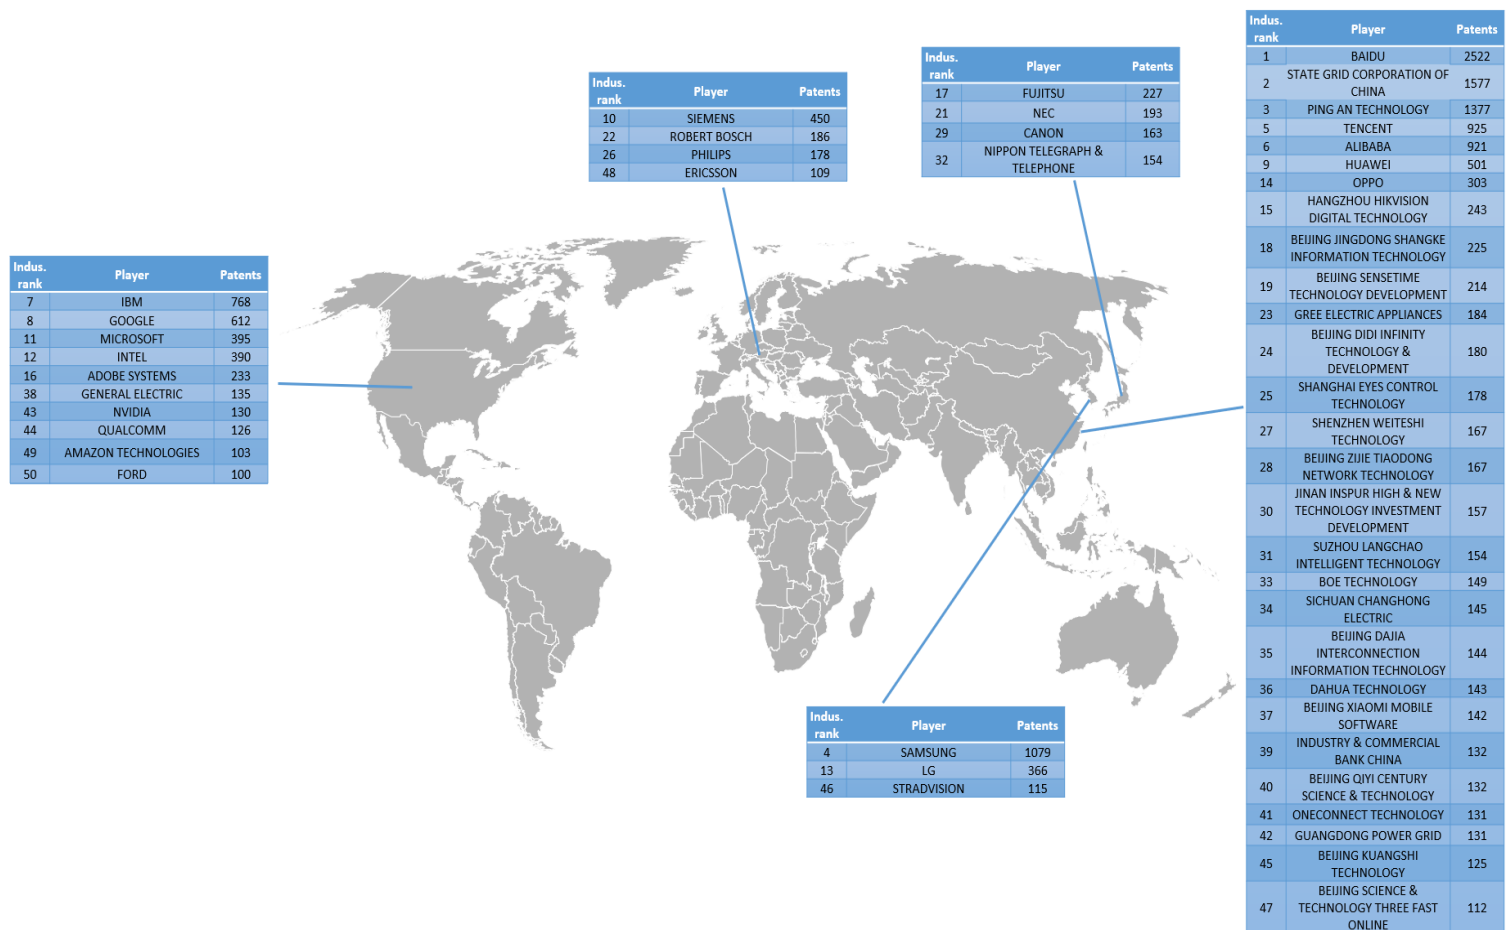 Indus. rank Player Patents
7 IBM 768
8 GOOGLE 612
11 MICROSOFT 395
12 INTEL 390
16 ADOBE SYSTEMS 233
38 GENERAL ELECTRIC 135
43 NVIDIA 130
44 QUALCOMM 126
49 AMAZON TECHNOLOGIES 103
50 FORD 100
Indus. rank Player Patents
10 SIEMENS 450
22 ROBERT BOSCH 186
26 PHILIPS 178
48 ERICSSON 109
Indus. rank Player Patents
17 FUJITSU 227
21 NEC 193
29 CANON 163
32 NIPPON TELEGRAPH & TELEPHONE 154
Indus. rank Player Patents
4 SAMSUNG 1079
13 LG 366
46 STRADVISION 115
Indus. rank Player Patents
1 BAIDU 2522
2 STATE GRID CORPORATION OF CHINA 1577
3 PING AN TECHNOLOGY 1377
5 TENCENT 925
6 ALIBABA 921
9 HUAWEI 501
14 OPPO 303
15 HANGZHOU HIKVISION DIGITAL TECHNOLOGY 243
18 BEIJING JINGDONG SHANGKE INFORMATION TECHNOLOGY 225
19 BEIJING SENSETIME TECHNOLOGY DEVELOPMENT 214
23 GREE ELECTRIC APPLIANCES 184
24 BEIJING DIDI INFINITY TECHNOLOGY & DEVELOPMENT 180
25 SHANGHAI EYES CONTROL TECHNOLOGY 178
27 SHENZHEN WEITESHI TECHNOLOGY 167
28 BEIJING ZIJIE TIAODONG NETWORK TECHNOLOGY 167
30 JINAN INSPUR HIGH & NEW TECHNOLOGY INVESTMENT DEVELOPMENT 157
31 SUZHOU LANGCHAO INTELLIGENT TECHNOLOGY 154
33 BOE TECHNOLOGY 149
34 SICHUAN CHANGHONG ELECTRIC 145
35 BEIJING DAJIA INTERCONNECTION INFORMATION TECHNOLOGY 144
36 DAHUA TECHNOLOGY 143
37 BEIJING XIAOMI MOBILE SOFTWARE 142
39 INDUSTRY & COMMERCIAL BANK CHINA 132
40 BEIJING QIYI CENTURY SCIENCE & TECHNOLOGY 132
41 ONECONNECT TECHNOLOGY 131
42 GUANGDONG POWER GRID 131
45 BEIJING KUANGSHI TECHNOLOGY 125
47 BEIJING SCIENCE & TECHNOLOGY THREE FAST ONLINE 112